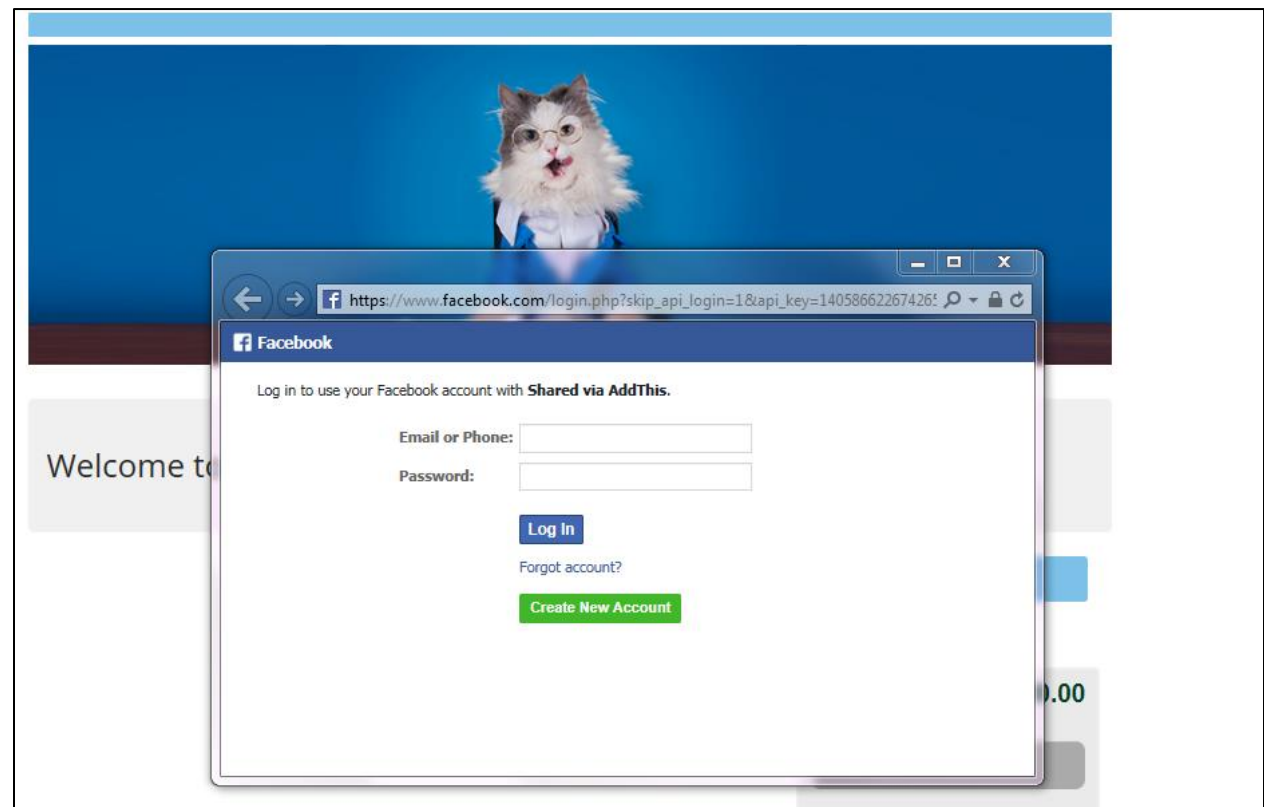 https://www.facebook.com/login.php?skip_api_login=1&api_key=14058662267426
Facebook
Log in to use your Facebook account with Shared via AddThis.
Email or Phone:
Password:
Welcome to
Log In
Forgot account?
Create New Account
.00